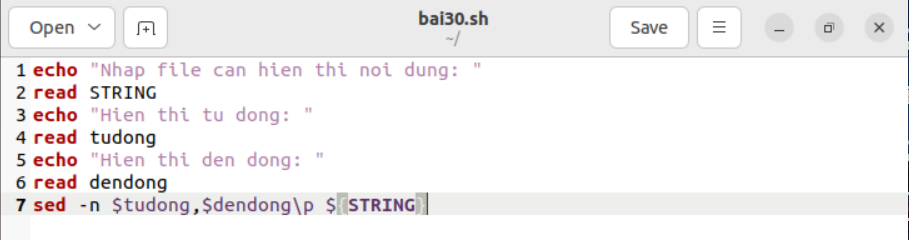 Open
bai30.sh
~/
Save
1 echo "Nhap file can hien thi noi dung: "
2 read STRING
3 echo "Hien thi tu dong: "
4 read tudong
5 echo "Hien thi den dong: "
6 read dendong
7 sed -n $tudong,$dendong\p ${STRING}